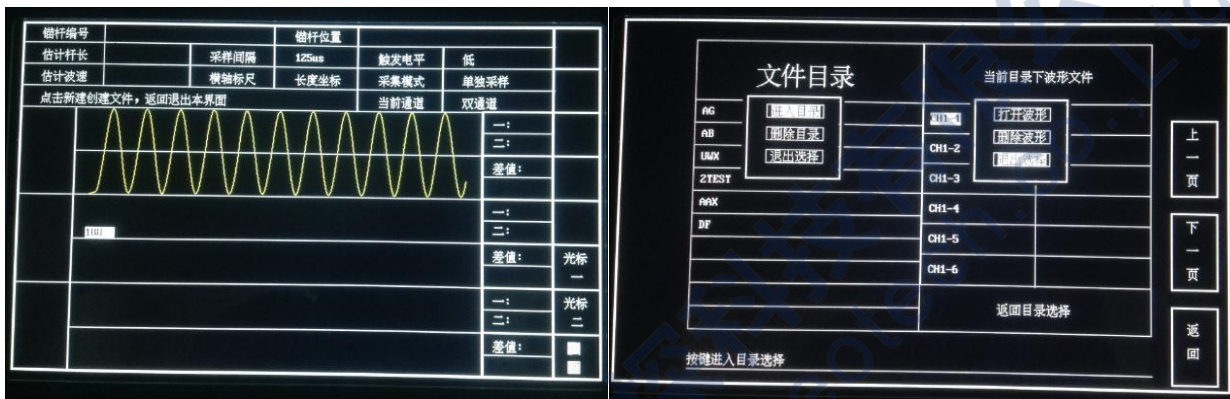 锚杆编号 锚杆位置
估计杆长 采样间隔 125us 触发电平 低
估计波速 横轴标尺 长度坐标 采集模式 单独采样
点击新建创建文件，返回退出本界面 当前通道 双通道
一：
二：
差值：
一：
二：
差值：
光标一
一：
二：
光标二
差值：
文件目录
AG
AB
UWX
2TEST
AAX
DF
进入目录
删除目录
退出选择
按键进入目录选择
当前目录下波形文件
CH1-1
CH1-2
CH1-3
CH1-4
CH1-5
CH1-6
打开波形
删除波形
返回目录选择
上一页
下一页
返回